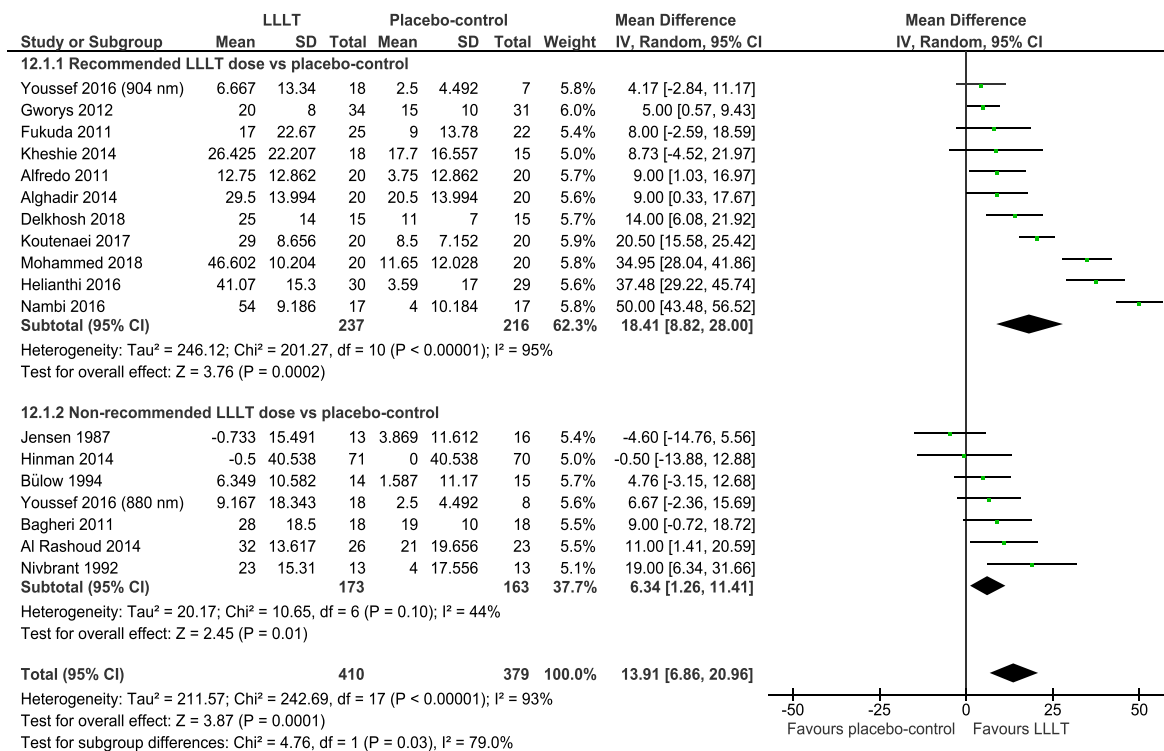 LLLT Placebo-control Mean Difference Mean Difference
Study or Subgroup Mean SD Total Mean SD Total Weight IV, Random, 95% CI IV, Random, 95% CI
12.1.1 Recommended LLLT dose vs placebo-control
Youssef 2016 (904 nm) 6.667 13.34 18 2.5 4.492 7 5.8% 4.17 [-2.84, 11.17]
Gworys 2012 20 8 34 15 10 31 6.0% 5.00 [0.57, 9.43]
Fukuda 2011 17 22.67 25 9 13.78 22 5.4% 8.00 [-2.59, 18.59]
Kheshie 2014 26.425 22.207 18 17.7 16.557 15 5.0% 8.73 [-4.52, 21.97]
Alfredo 2011 12.75 12.862 20 3.75 12.862 20 5.7% 9.00 [1.03, 16.97]
Alghadir 2014 29.5 13.994 20 20.5 13.994 20 5.6% 9.00 [0.33, 17.67]
Delkhosh 2018 25 14 15 11 7 15 5.7% 14.00 [6.08, 21.92]
Koutenaei 2017 29 8.656 20 8.5 7.152 20 5.9% 20.50 [15.58, 25.42]
Mohammed 2018 46.602 10.204 20 11.65 12.028 20 5.8% 34.95 [28.04, 41.86]
Helianthi 2016 41.07 15.3 30 3.59 17 29 5.7% 37.48 [29.22, 45.74]
Nambi 2016 54 9.186 17 4 10.184 17 5.8% 50.00 [43.48, 56.52]
Subtotal (95% CI) 237 216 62.3% 18.41 [8.82, 28.00]
Heterogeneity: Tau² = 246.12; Chi² = 201.27, df = 10 (P < 0.00001); I² = 95%
Test for overall effect: Z = 3.76 (P = 0.0002)
12.1.2 Non-recommended LLLT dose vs placebo-control
Jensen 1987 -0.733 15.491 13 3.869 11.612 16 5.4% -4.60 [-14.76, 5.56]
Hinman 2014 -0.5 40.538 71 0 40.538 70 5.0% -0.50 [-13.88, 12.88]
Bülow 1994 6.349 10.582 14 1.587 11.17 15 5.7% 4.76 [-3.15, 12.68]
Youssef 2016 (880 nm) 9.167 18.343 18 2.5 4.492 8 5.6% 6.67 [-2.36, 15.69]
Bagheri 2011 28 18.5 18 19 10 18 5.5% 9.00 [-0.72, 18.72]
Al Rashoud 2014 32 13.617 26 21 19.656 23 5.5% 11.00 [1.41, 20.59]
Nivbrant 1992 23 15.31 13 4 17.556 13 5.1% 19.00 [6.34, 31.66]
Subtotal (95% CI) 173 163 37.7% 6.34 [1.26, 11.41]
Heterogeneity: Tau² = 20.17; Chi² = 10.65, df = 6 (P = 0.10); I² = 44%
Test for overall effect: Z = 2.45 (P = 0.01)
Total (95% CI) 410 379 100.0% 13.91 [6.86, 20.96]
Heterogeneity: Tau² = 211.57; Chi² = 242.69, df = 17 (P < 0.00001); I² = 93%
Test for overall effect: Z = 3.87 (P = 0.0001)
Test for subgroup differences: Chi² = 4.76, df = 1 (P = 0.03), I² = 79.0%
-50 -25 0 25 50
Favours placebo-control Favours LLLT